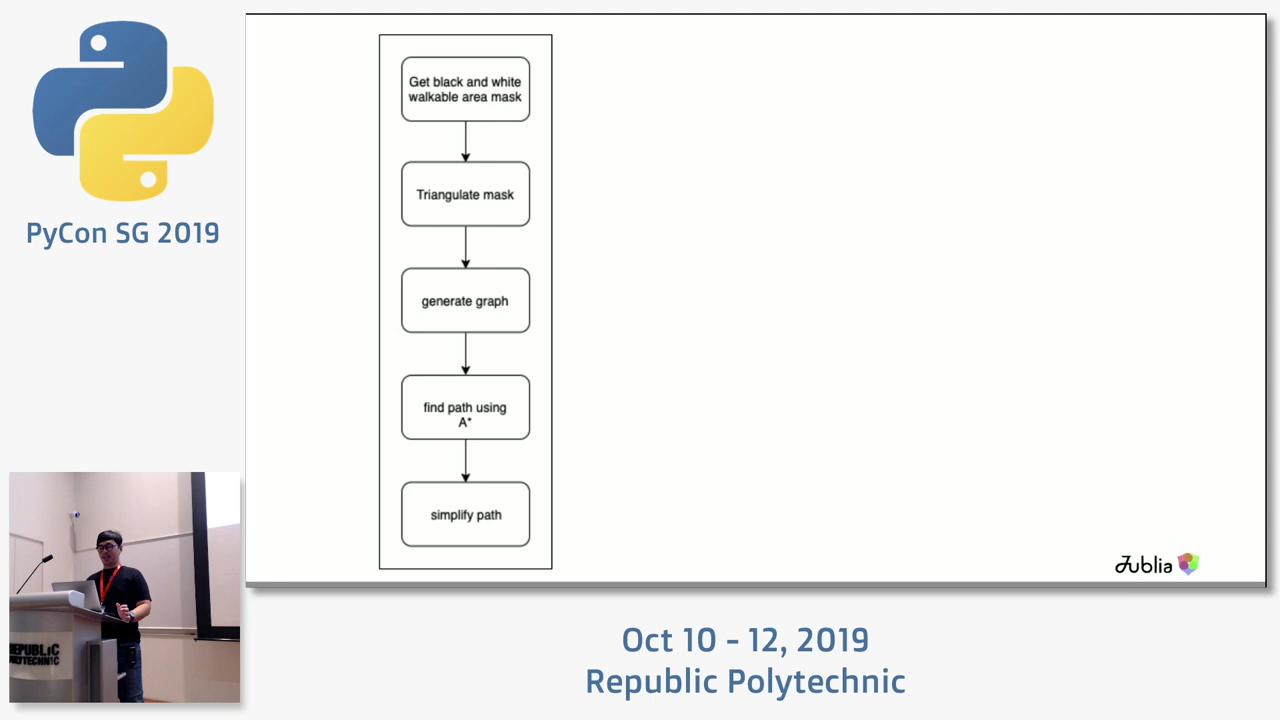 PyCon SG 2019
Get black and white
walkable area mask
Triangulate mask
generate graph
find path using
A*
simplify path
Jublia
REPUBLIC
POLYTECHNIC
Oct 10 - 12, 2019
Republic Polytechnic